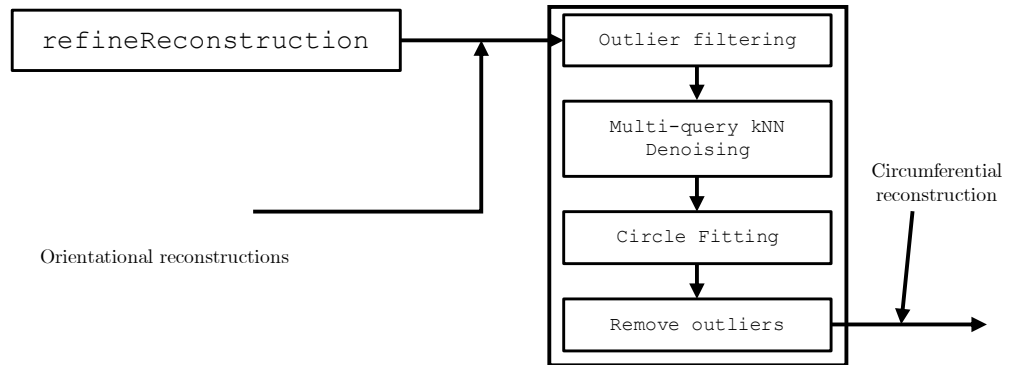 refineReconstruction
Outlier filtering
Multi-query kNN
Denoising
Circumferential
reconstruction
Circle Fitting
Orientational reconstructions
Remove outliers